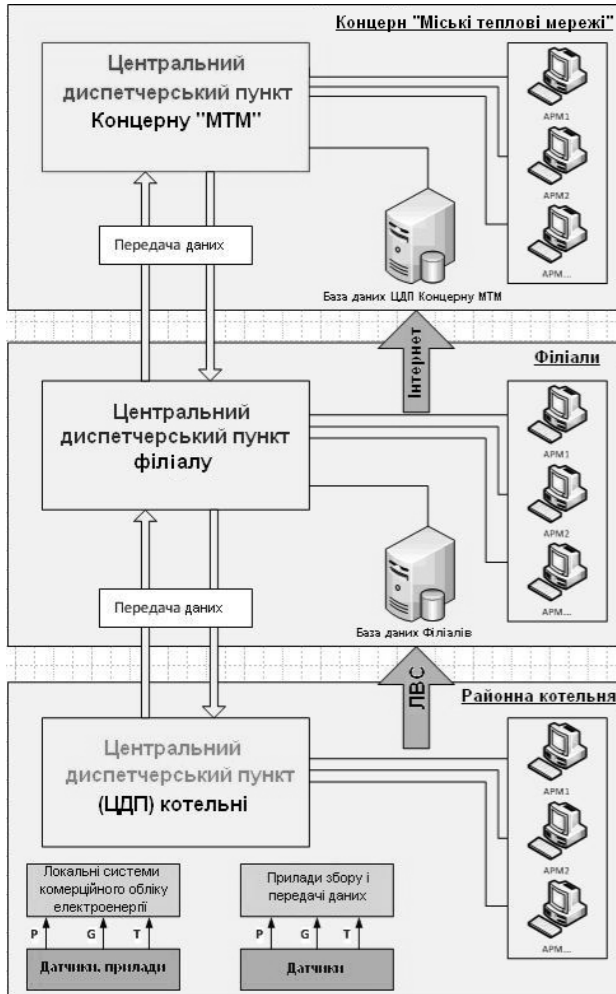 Концерн "Міські теплові мережі"
Центральний
диспетчерський пункт
Концерну "МТМ"
АРМ1
АРМ2
АРМ...
Передача даних
База даних ЦДП Концерну МТМ
Інтернет
Філіали
Центральний
диспетчерський пункт
філіалу
АРМ1
АРМ2
АРМ...
Передача даних
База даних Філіалів
ЛВС
Районна котельня
Центральний
диспетчерський пункт
(ЦДП) котельні
АРМ1
АРМ2
АРМ...
Локальні системи
комерційного обліку
електроенергії
Прилади збору і
передачі даних
P G T
P G T
Датчики, прилади
Датчики